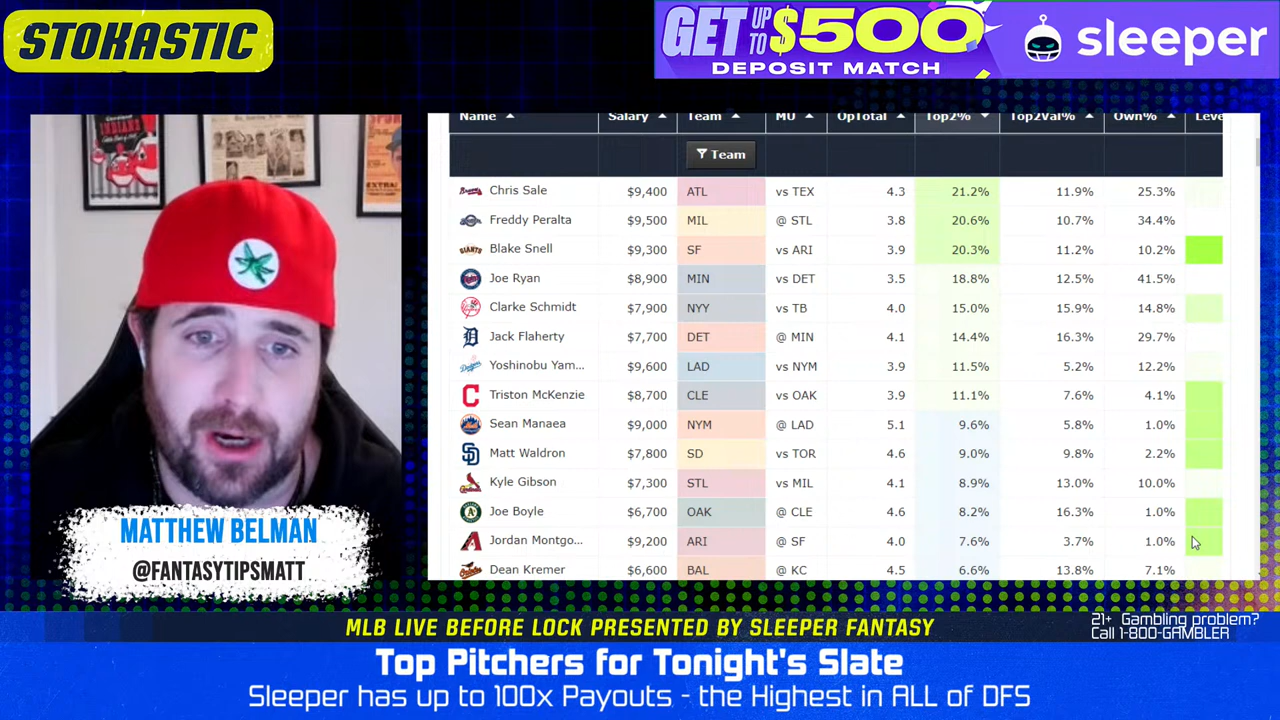 STOKASTIC
GET UP TO $500
DEPOSIT MATCH
sleeper
INDIANS
EXTRA!
Name Salary Team MU OpTotal Top2% Top2Val% Own% Leve
Team
Chris Sale $9,400 ATL vs TEX 4.3 21.2% 11.9% 25.3%
Freddy Peralta $9,500 MIL @ STL 3.8 20.6% 10.7% 34.4%
Blake Snell $9,300 SF vs ARI 3.9 20.3% 11.2% 10.2%
Joe Ryan $8,900 MIN vs DET 3.5 18.8% 12.5% 41.5%
Clarke Schmidt $7,900 NYY vs TB 4.0 15.0% 15.9% 14.8%
Jack Flaherty $7,700 DET @ MIN 4.1 14.4% 16.3% 29.7%
Yoshinobu Yam... $9,600 LAD vs NYM 3.9 11.5% 5.2% 12.2%
Triston McKenzie $8,700 CLE vs OAK 3.9 11.1% 7.6% 4.1%
Sean Manaea $9,000 NYM @ LAD 5.1 9.6% 5.8% 1.0%
Matt Waldron $7,800 SD vs TOR 4.6 9.0% 9.8% 2.2%
Kyle Gibson $7,300 STL vs MIL 4.1 8.9% 13.0% 10.0%
Joe Boyle $6,700 OAK @ CLE 4.6 8.2% 16.3% 1.0%
Jordan Montgo... $9,200 ARI @ SF 4.0 7.6% 3.7% 1.0%
Dean Kremer $6,600 BAL @ KC 4.5 6.6% 13.8% 7.1%
MATTHEW BELMAN
@FANTASYTIPSMATT
MLB LIVE BEFORE LOCK PRESENTED BY SLEEPER FANTASY
21+ Gambling problem?
Call 1-800-GAMBLER
Top Pitchers for Tonight's Slate
Sleeper has up to 100x Payouts - the Highest in ALL of DFS